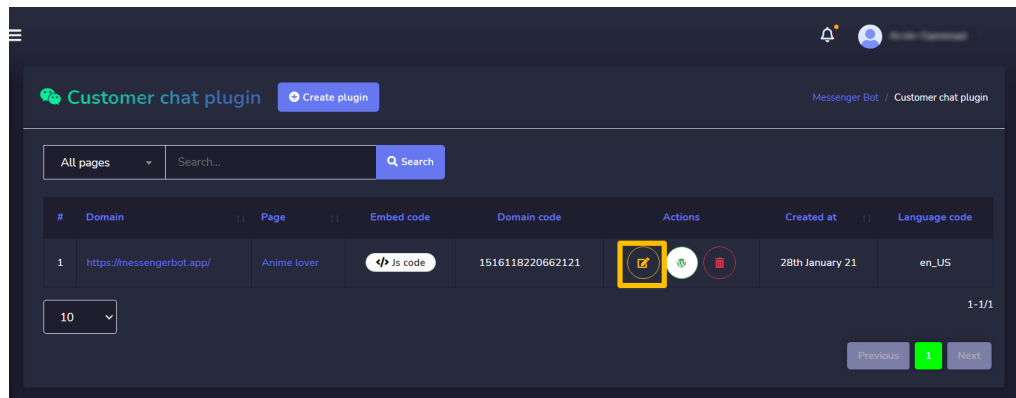 Customer chat plugin
Create plugin
Messenger Bot / Customer chat plugin
All pages
Search...
Search
# Domain Page Embed code Domain code Actions Created at Language code
1 https://messengerbot.app/ Anime lover </> Js code 1516118220662121 28th January 21 en_US
10
1-1/1
Previous 1 Next